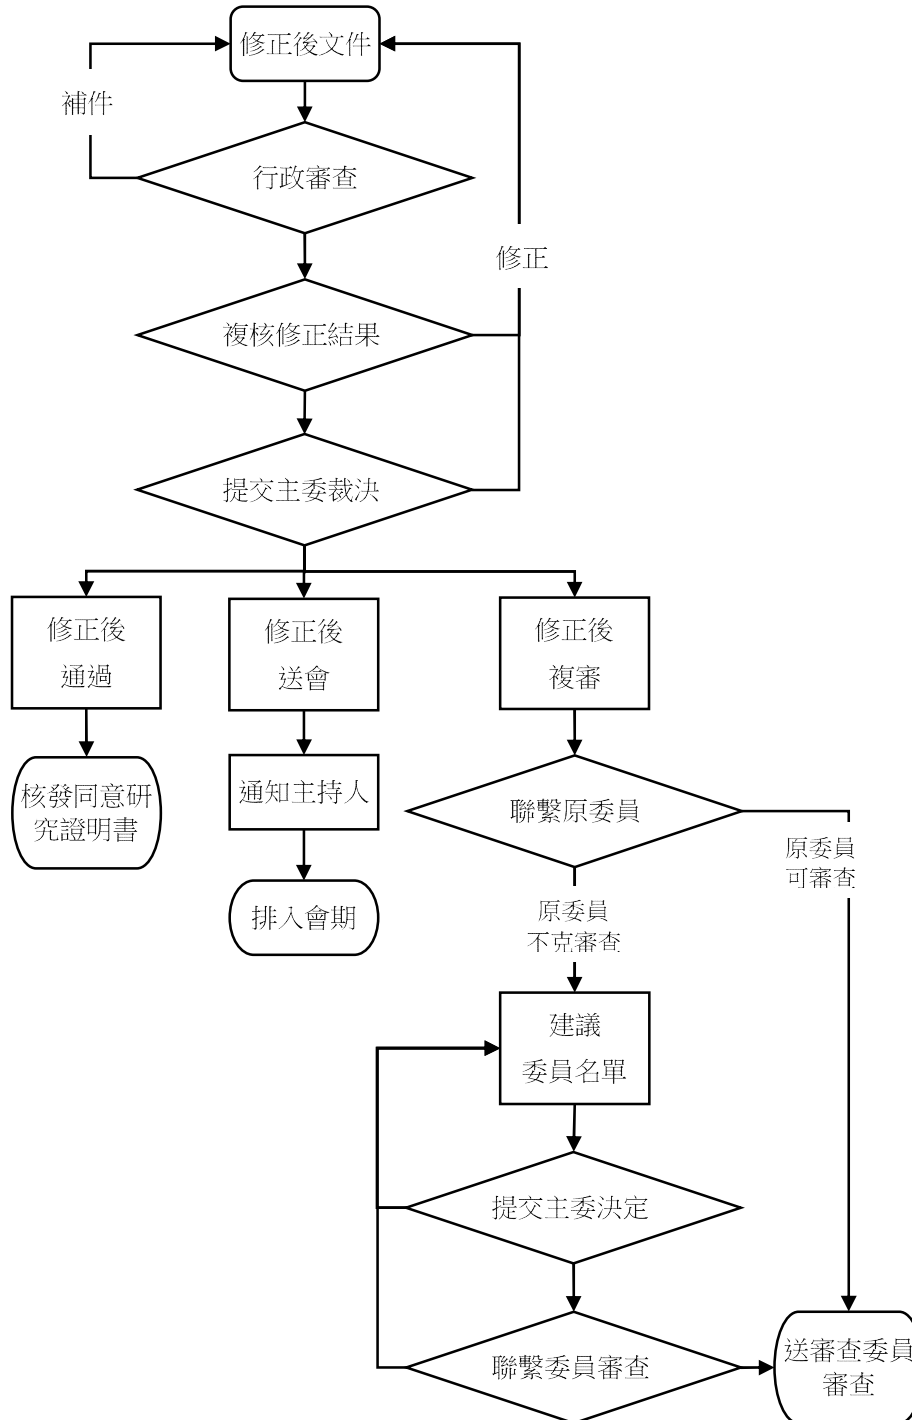 修正後文件
補件
行政審查
修正
複核修正結果
提交主委裁決
修正後
通過
修正後
送會
修正後
複審
核發同意研
究證明書
通知主持人
聯繫原委員
原委員
可審查
排入會期
原委員
不克審查
建議
委員名單
提交主委決定
聯繫委員審查
送審查委員
審查